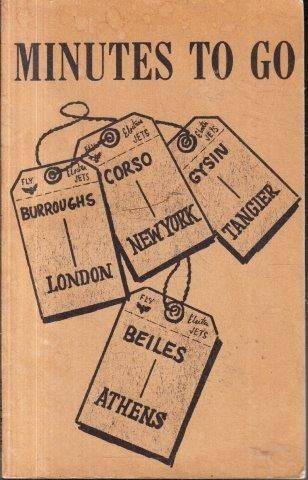 MINUTES TO GO
FLY
Electra
JETS
BURROUGHS
LONDON
Electra
JETS
CORSO
NEW YORK
Electra
JETS
GYSIN
TANGIER
FLY
Electra
JETS
BEILES
ATHENS